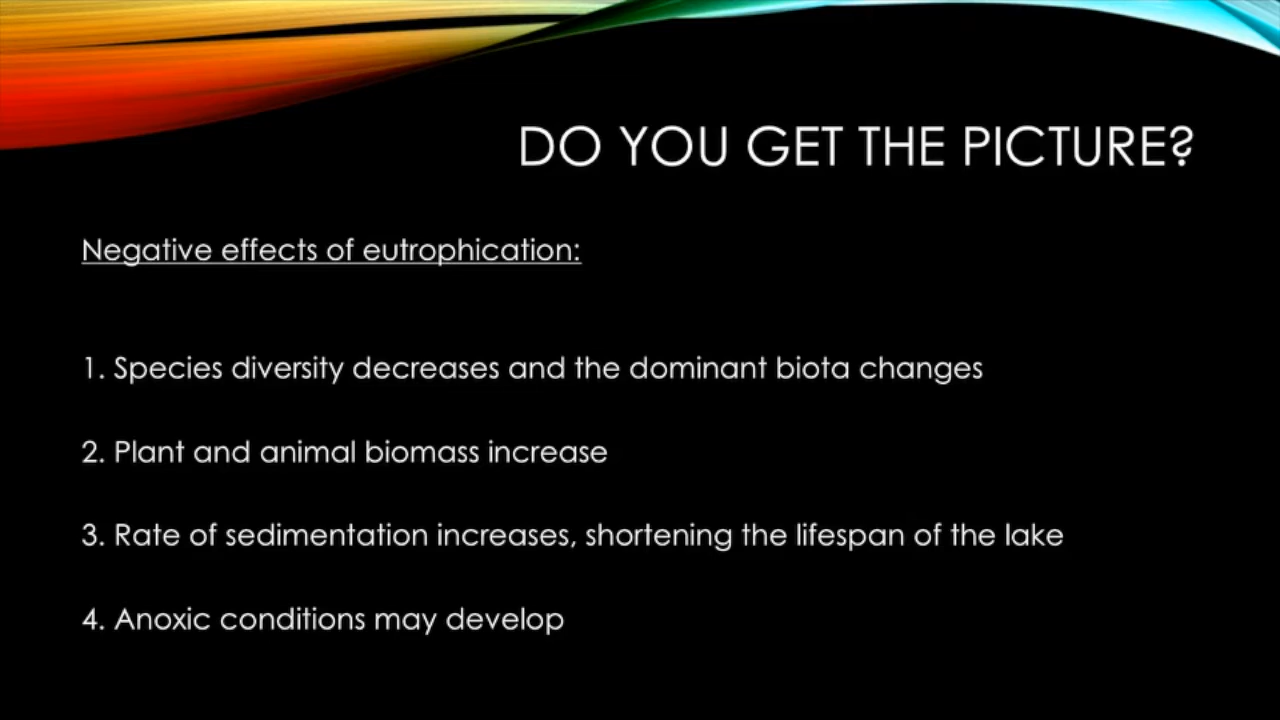 DO YOU GET THE PICTURE?
Negative effects of eutrophication:
1. Species diversity decreases and the dominant biota changes
2. Plant and animal biomass increase
3. Rate of sedimentation increases, shortening the lifespan of the lake
4. Anoxic conditions may develop